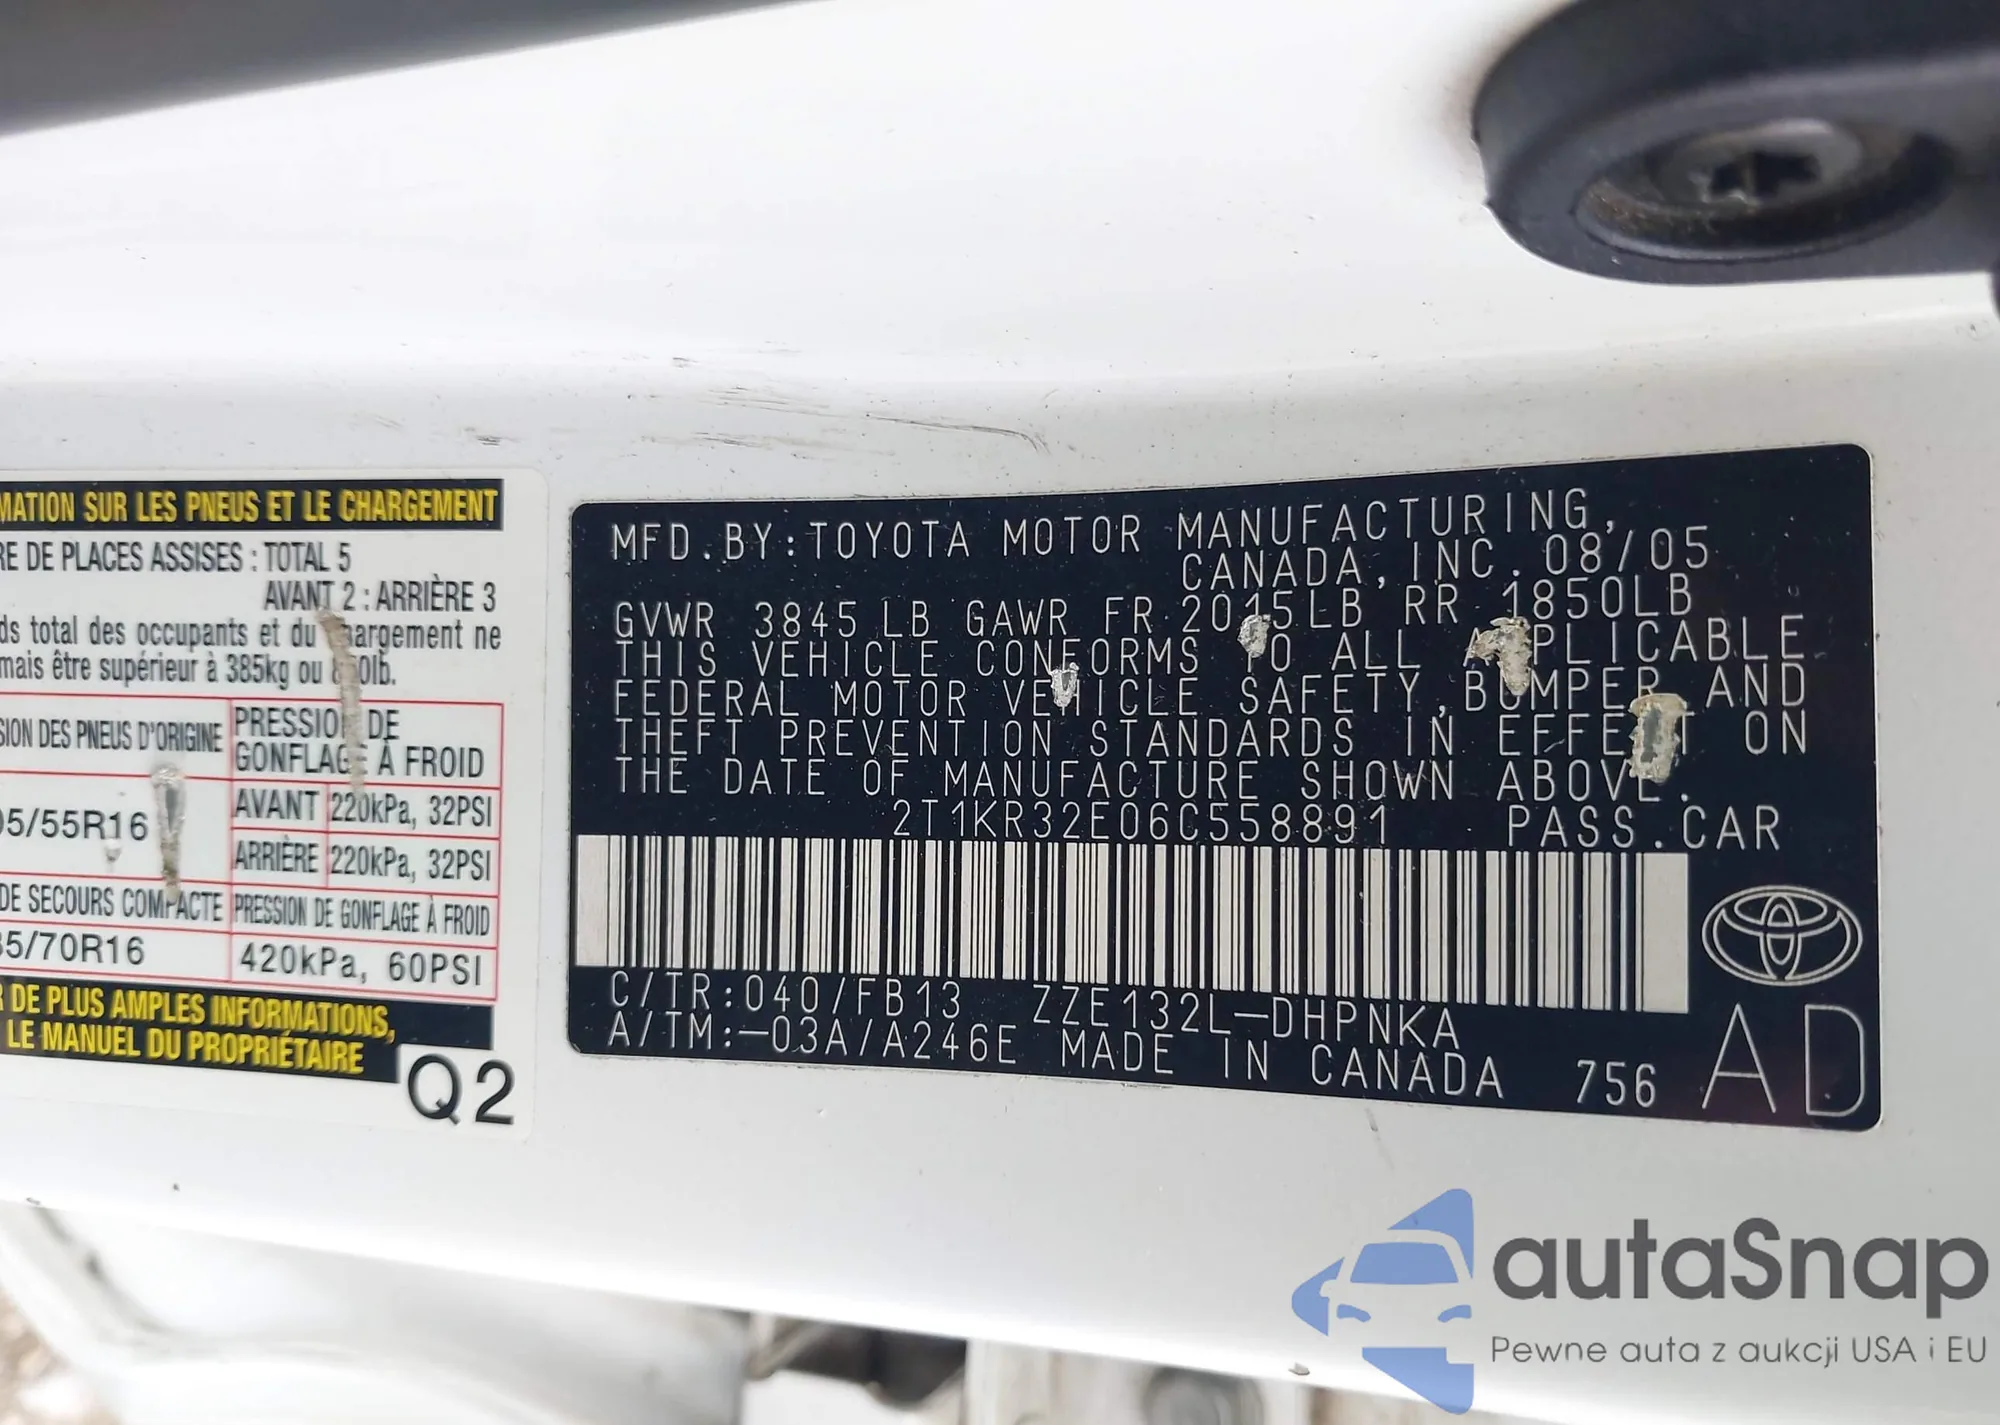 MATION SUR LES PNEUS ET LE CHARGEMENT
RE DE PLACES ASSISES : TOTAL 5
AVANT 2 : ARRIÈRE 3
ds total des occupants et du chargement ne
mais être supérieur à 385kg ou 850lb.
SION DES PNEUS D'ORIGINE
PRESSION DE
GONFLAGE À FROID
05/55R16
AVANT 220kPa, 32PSI
ARRIÈRE 220kPa, 32PSI
DE SECOURS COMPACTE
PRESSION DE GONFLAGE À FROID
35/70R16
420kPa, 60PSI
R DE PLUS AMPLES INFORMATIONS,
LE MANUEL DU PROPRIÉTAIRE
Q2
MFD.BY:TOYOTA MOTOR MANUFACTURING,
CANADA, INC. 08/05
GVWR 3845 LB GAWR FR 2015LB RR 1850LB
THIS VEHICLE CONFORMS TO ALL APPLICABLE
FEDERAL MOTOR VEHICLE SAFETY,BUMPER AND
THEFT PREVENTION STANDARDS IN EFFECT ON
THE DATE OF MANUFACTURE SHOWN ABOVE.
2T1KR32E06C558891 PASS.CAR
C/TR:040/FB13 ZZE132L-DHPNKA
A/TM:-03A/A246E MADE IN CANADA 756
AD
autaSnap
Pewne auta z aukcji USA i EU